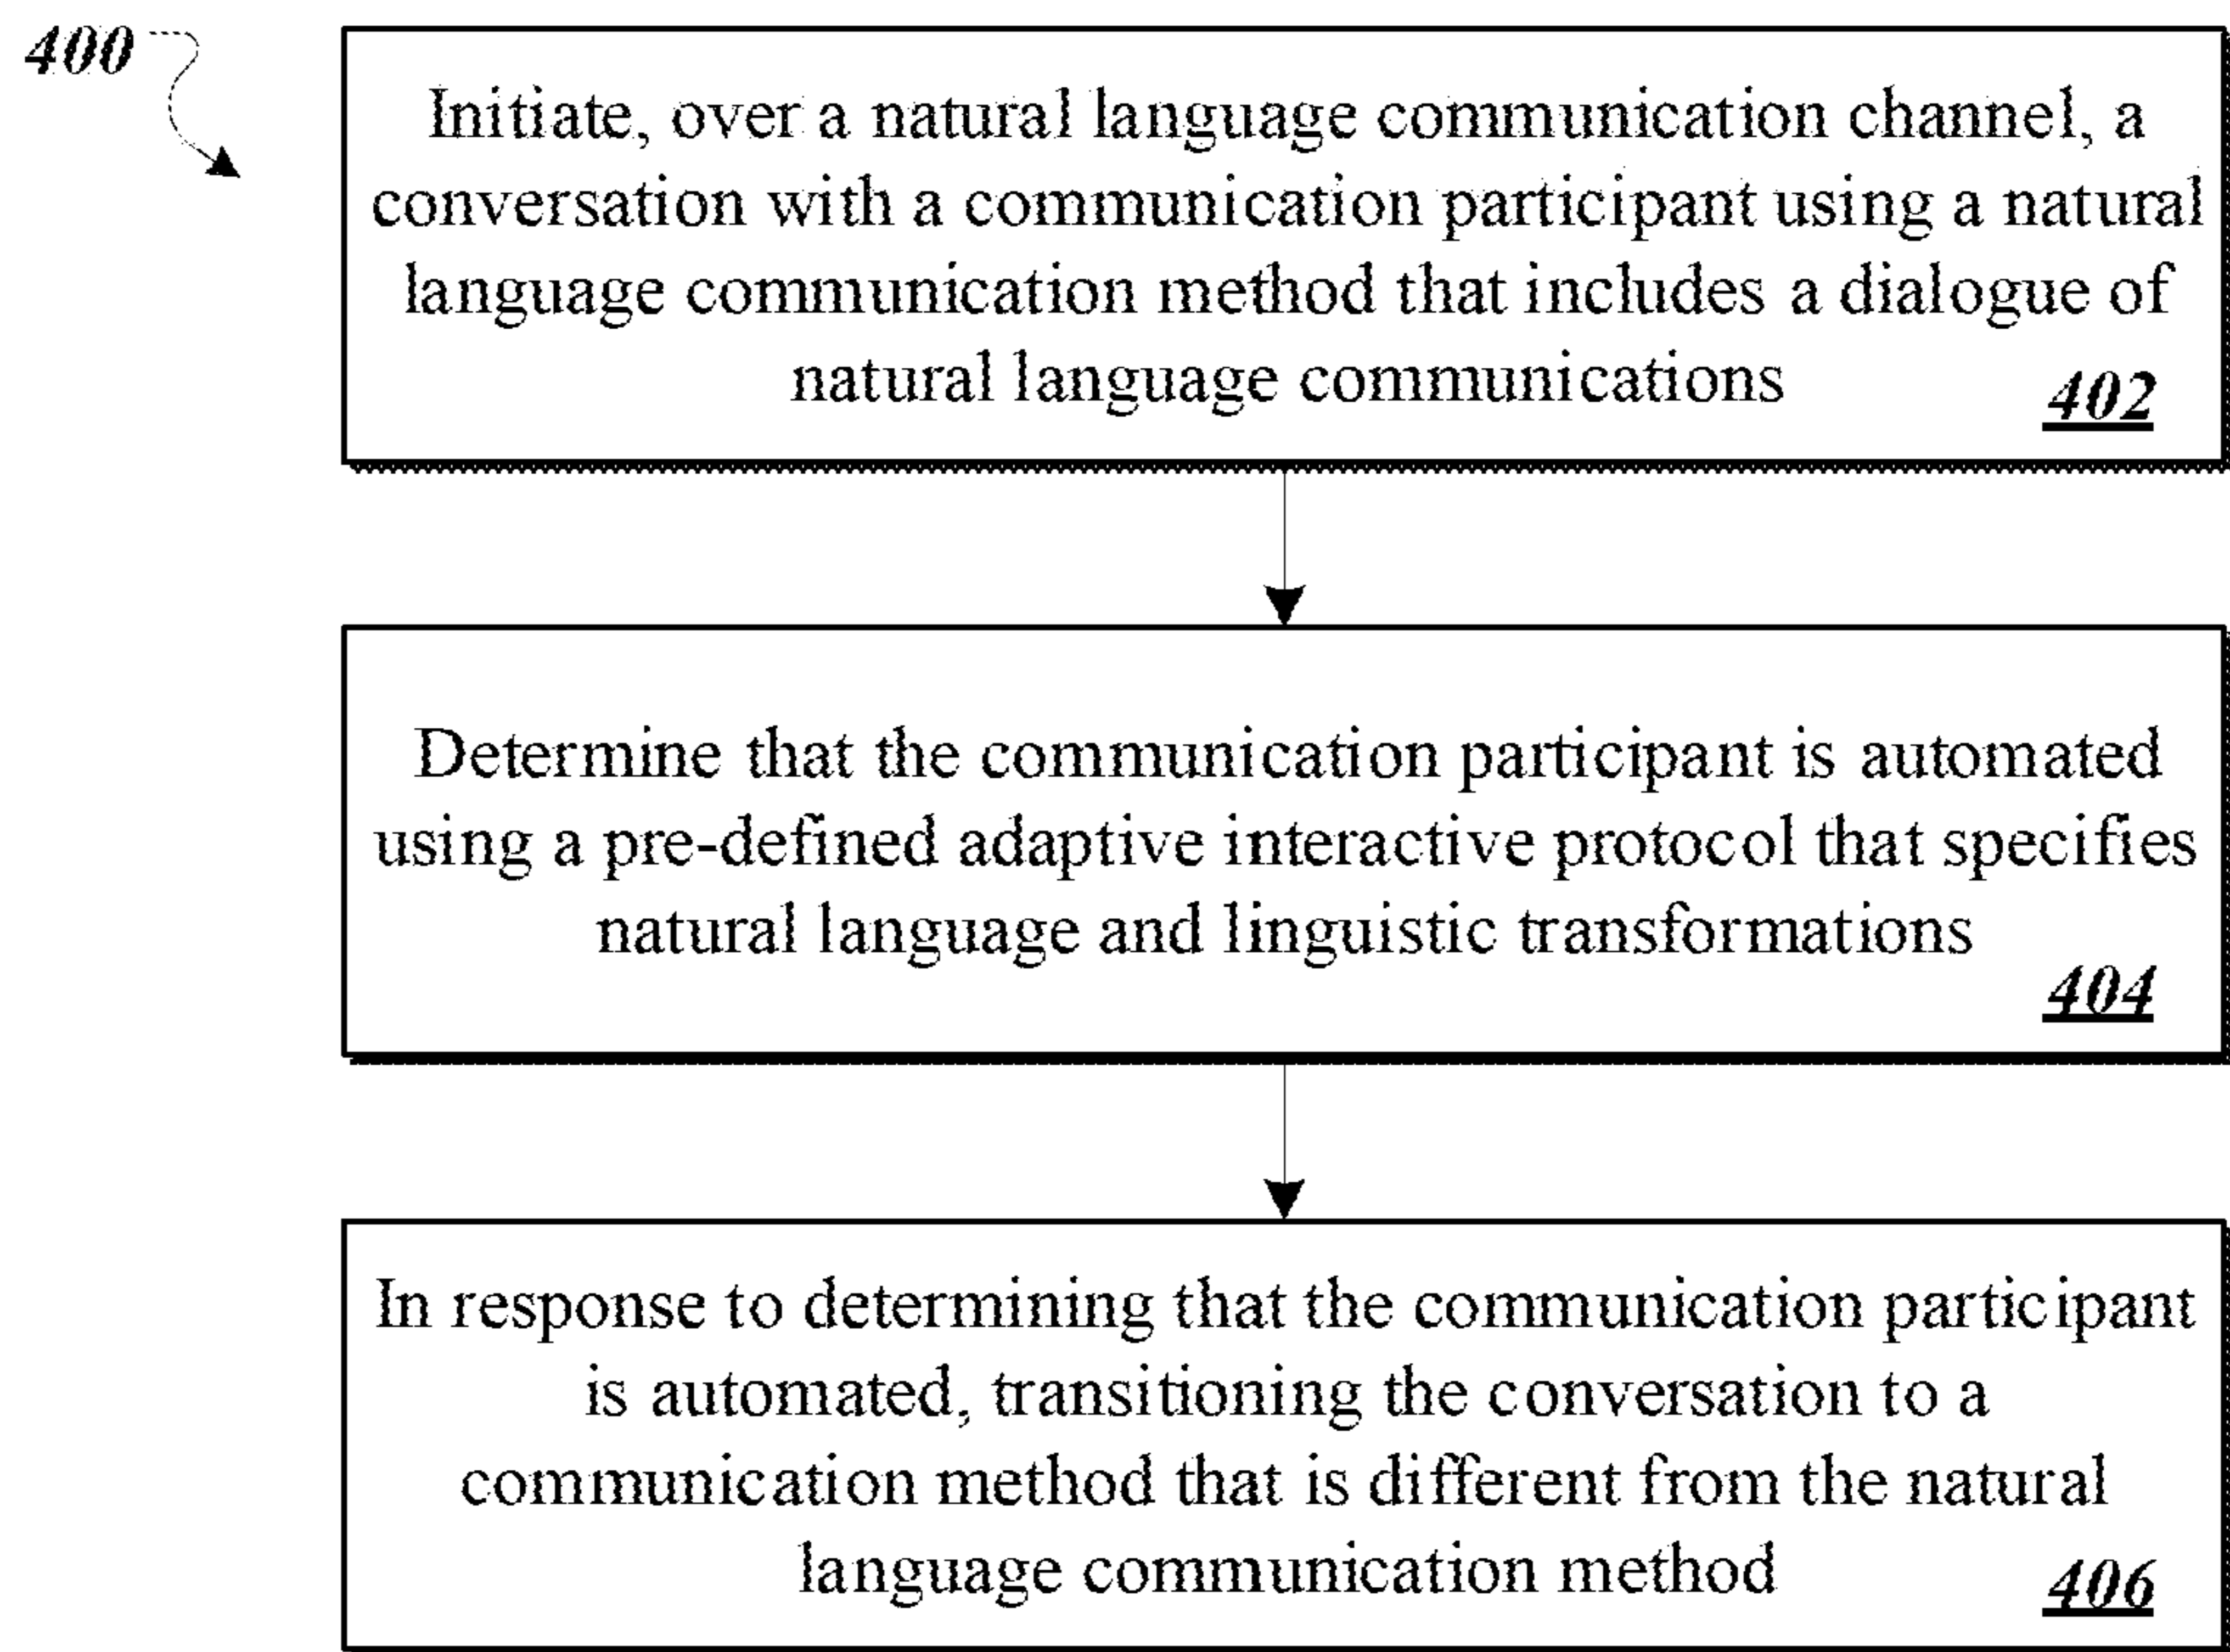 400
Initiate, over a natural language communication channel, a
conversation with a communication participant using a natural
language communication method that includes a dialogue of
natural language communications
402
Determine that the communication participant is automated
using a pre-defined adaptive interactive protocol that specifies
natural language and linguistic transformations
404
In response to determining that the communication participant
is automated, transitioning the conversation to a
communication method that is different from the natural
language communication method
406